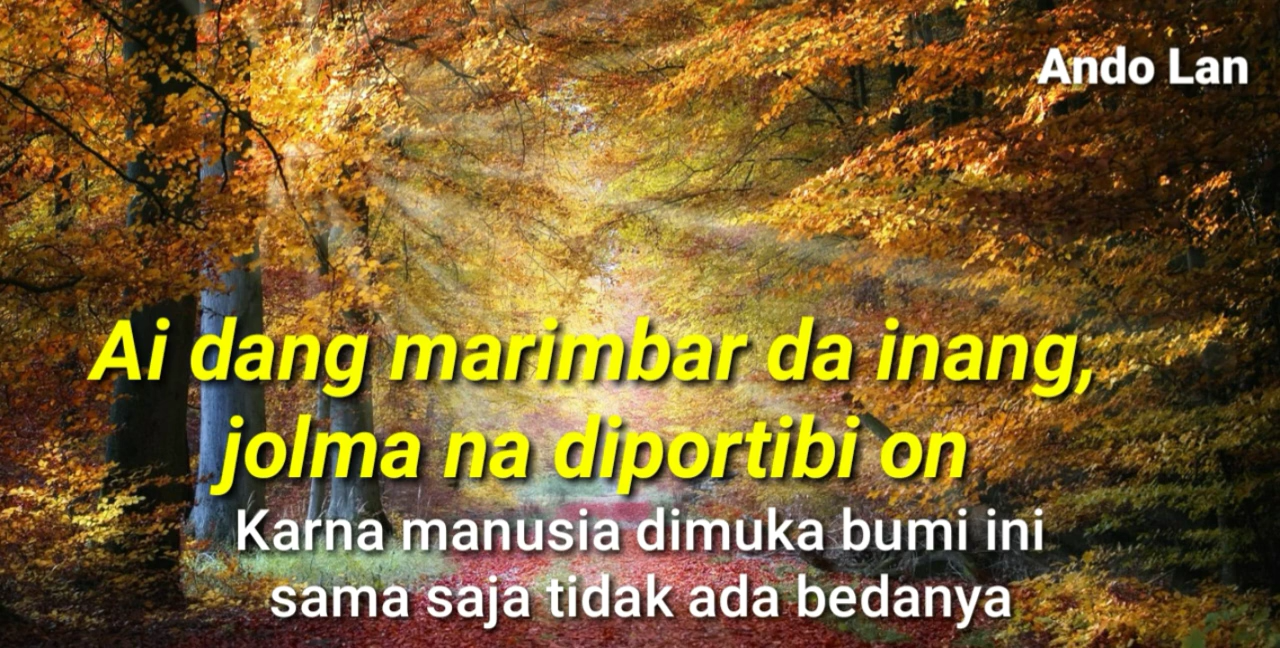 Ando Lan
Ai dang marimbar da inang,
jolma na diportibi on
Karna manusia dimuka bumi ini
sama saja tidak ada bedanya